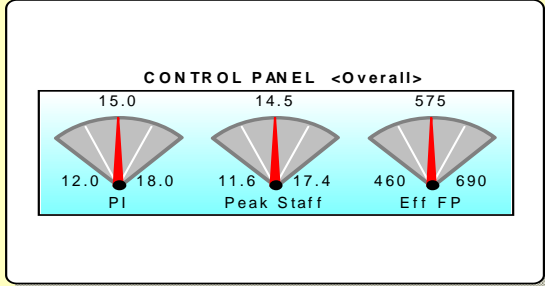 CONTROL PANEL <Overall>
15.0 14.5 575
12.0 18.0 11.6 17.4 460 690
PI Peak Staff Eff FP